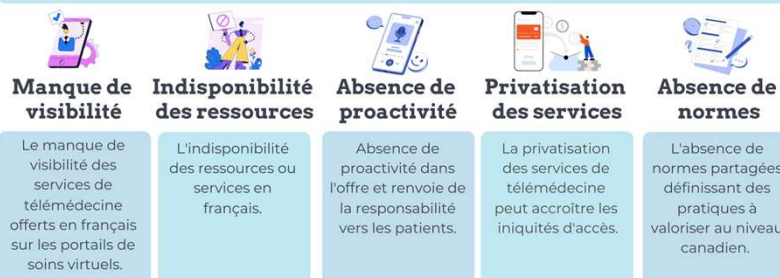 Manque de
visibilité
Le manque de
visibilité des
services de
télémédecine
offerts en français
sur les portails de
soins virtuels.
Indisponibilité
des ressources
L'indisponibilité
des ressources ou
services en
français.
Absence de
proactivité
Absence de
proactivité dans
l'offre et renvoie de
la responsabilité
vers les patients.
Privatisation
des services
La privatisation
des services de
télémédecine
peut accroître les
iniquités d'accès.
Absence de
normes
L'absence de
normes partagées
définissant des
pratiques à
valoriser au niveau
canadien.